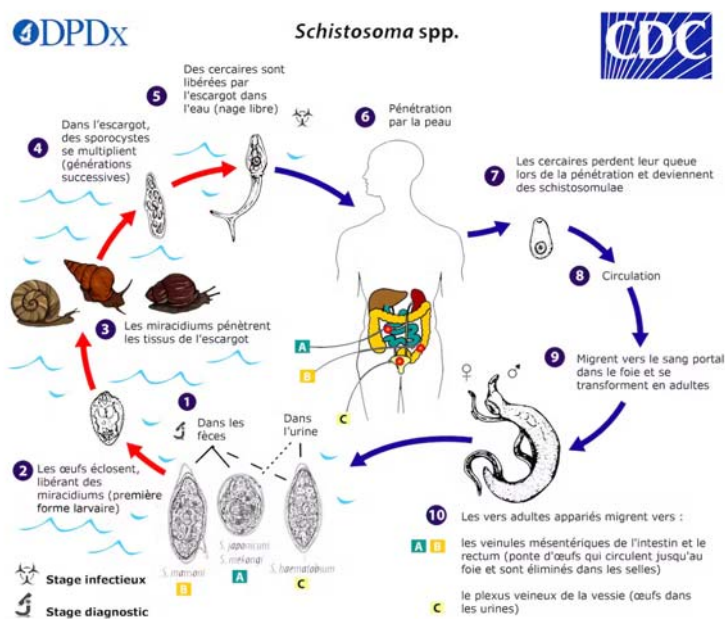 DPDx
Schistosoma spp.
CDC
5
Des cercaires sont
libérées par
l'escargot dans
l'eau (nage libre)
6
Pénétration
par la peau
4
Dans l'escargot,
des sporocystes
se multiplient
(générations
successives)
7
Les cercaires perdent leur queue
lors de la pénétration et deviennent
des schistosomulae
8
Circulation
3
Les miracidiums pénètrent
les tissus de l'escargot
A
B
C
9
Migrent vers le sang portal
dans le foie et se
transforment en adultes
♀
♂
1
Dans les
fèces
Dans
l'urine
2
Les œufs éclosent,
libérant des
miracidiums (première
forme larvaire)
S. mansoni
B
S. japonicum
S. mekongi
A
S. haematobium
C
10
Les vers adultes appariés migrent vers :
A B
les veinules mésentériques de l'intestin et le
rectum (ponte d'œufs qui circulent jusqu'au
foie et sont éliminés dans les selles)
C
le plexus veineux de la vessie (œufs dans
les urines)
Stage infectieux
Stage diagnostic